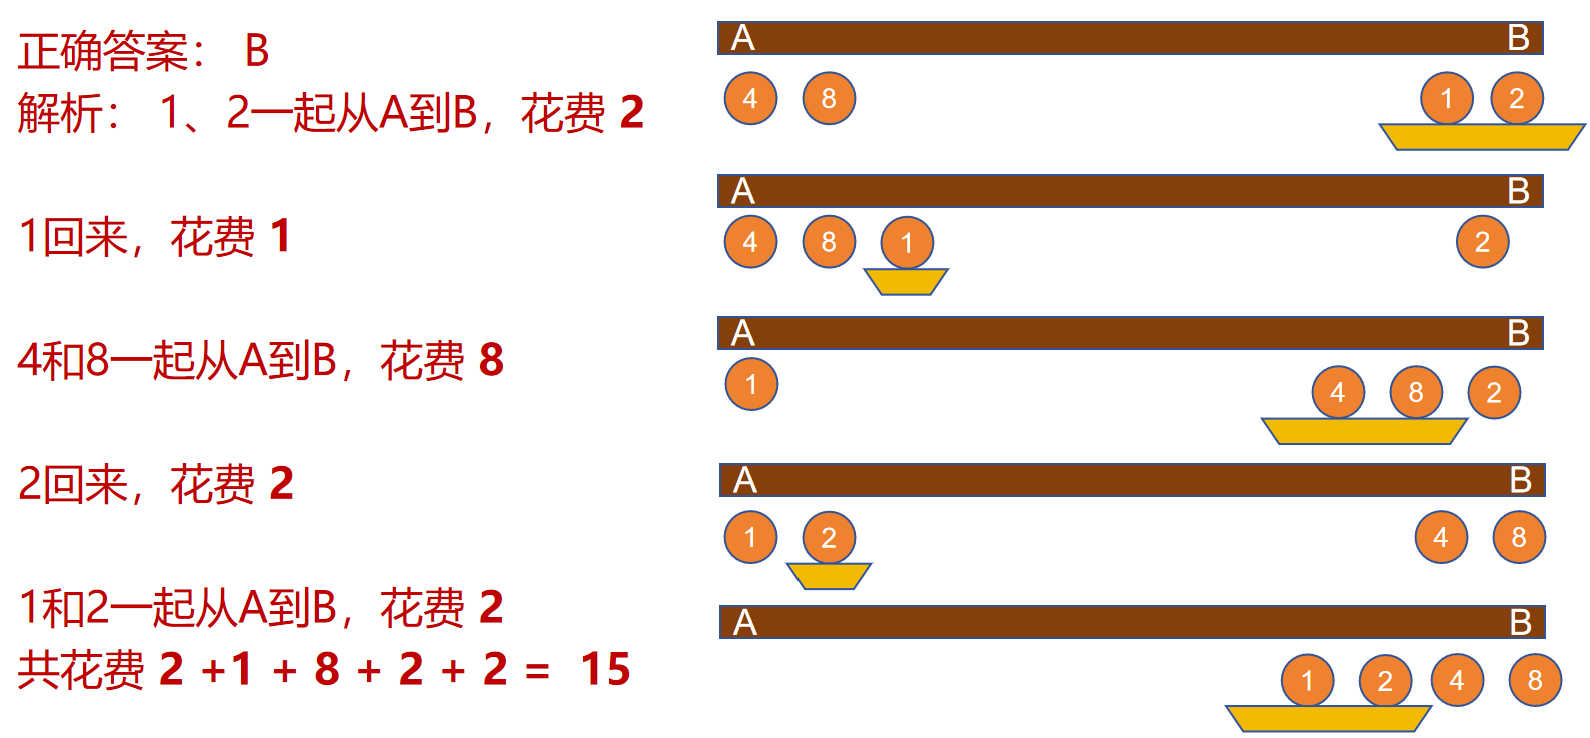 正确答案： B
解析： 1、2一起从A到B，花费 2
1回来，花费 1
4和8一起从A到B，花费 8
2回来，花费 2
1和2一起从A到B，花费 2
共花费 2 +1 + 8 + 2 + 2 = 15
A B
4 8 1 2
A B
4 8 1 2
A B
1 4 8 2
A B
1 2 4 8
A B
1 2 4 8